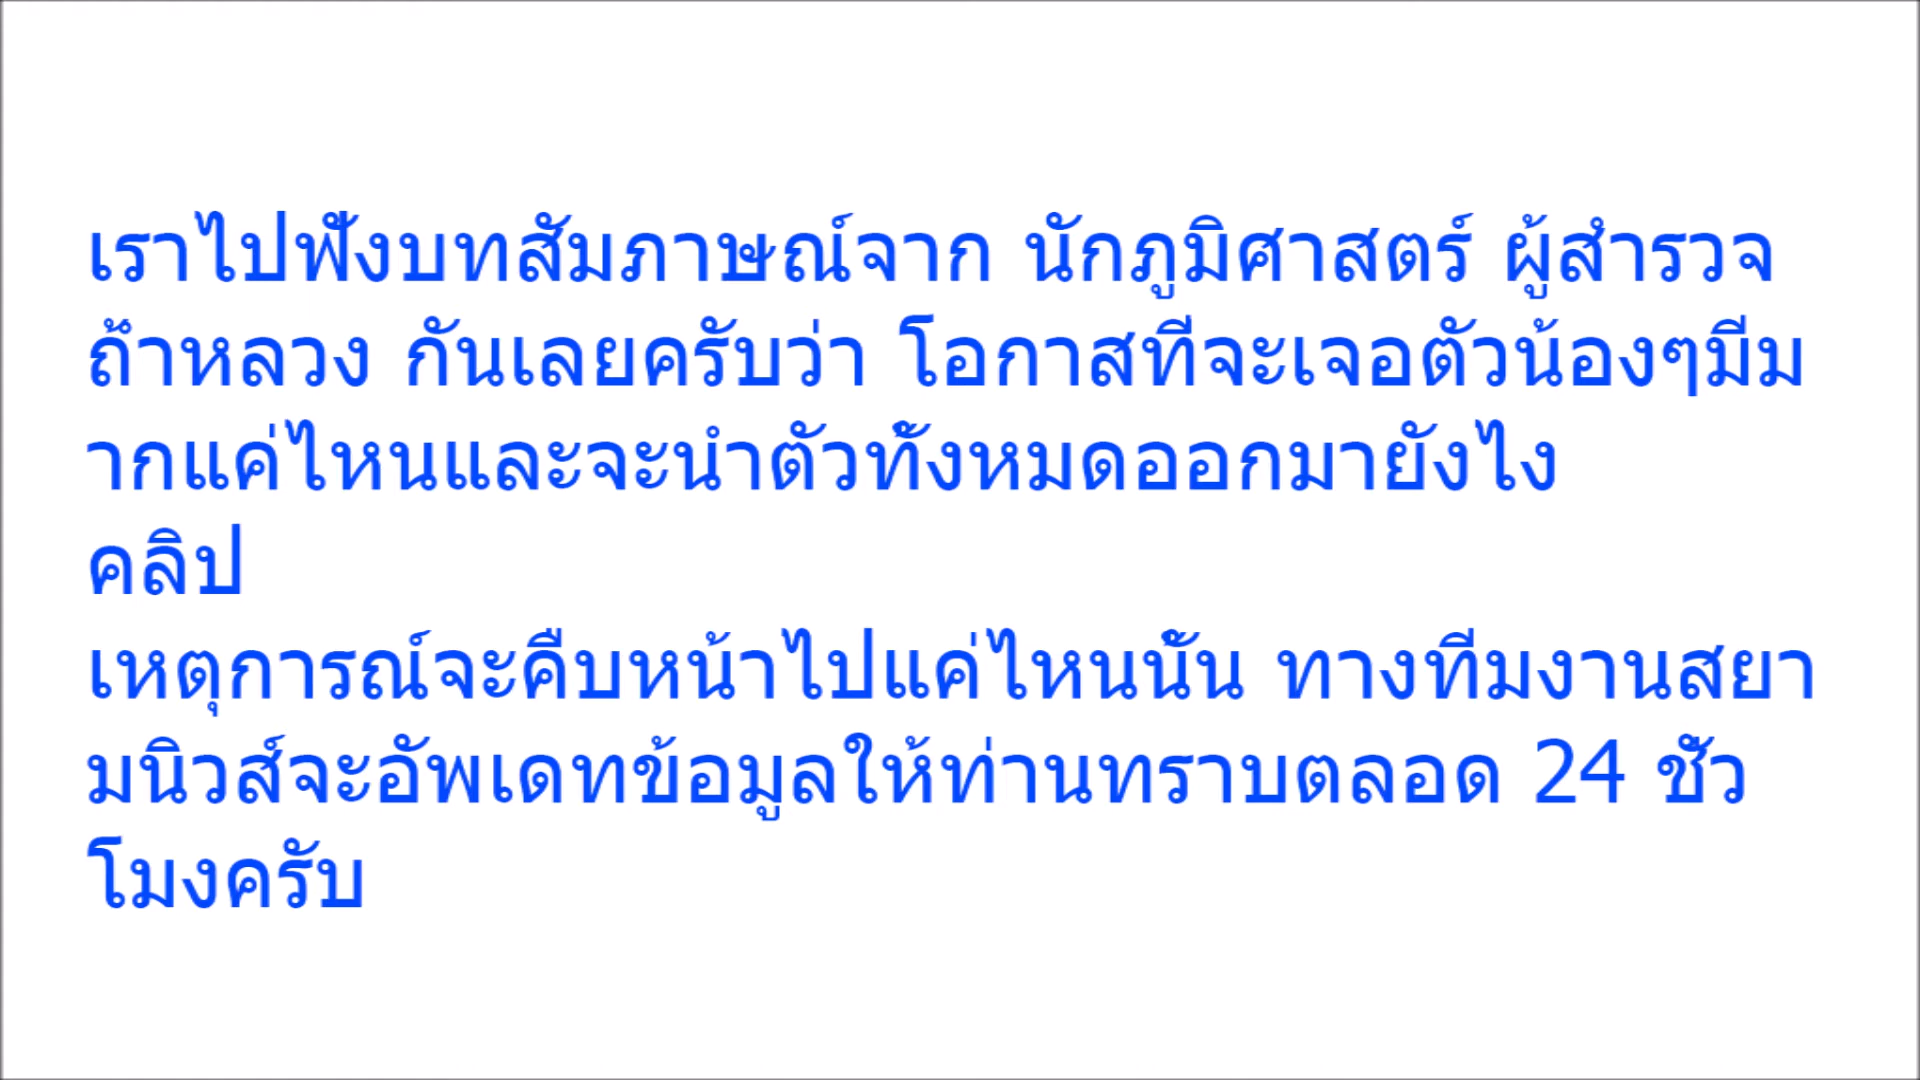 เราไปฟังบทสัมภาษณ์จาก นักภูมิศาสตร์ ผู้สำรวจ
ถ้ำหลวง กันเลยครับว่า โอกาสที่จะเจอตัวน้องๆมีม
ากแค่ไหนและจะนำตัวทั้งหมดออกมายังไง
คลิป
เหตุการณ์จะคืบหน้าไปแค่ไหนนั้น ทางทีมงานสยา
มนิวส์จะอัพเดทข้อมูลให้ท่านทราบตลอด 24 ชั่ว
โมงครับ